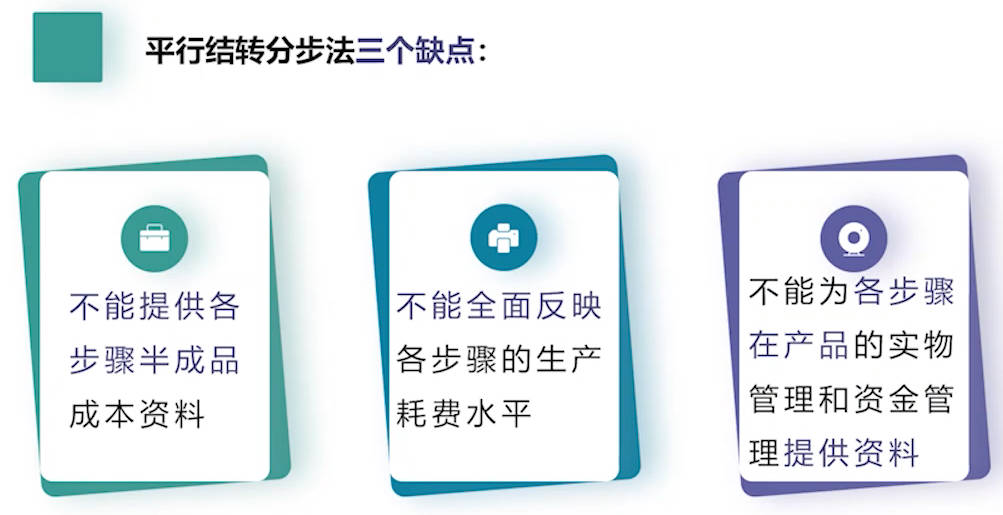 平行结转分步法三个缺点：
不能提供各
步骤半成品
成本资料
不能全面反映
各步骤的生产
耗费水平
不能为各步骤
在产品的实物
管理和资金管
理提供资料